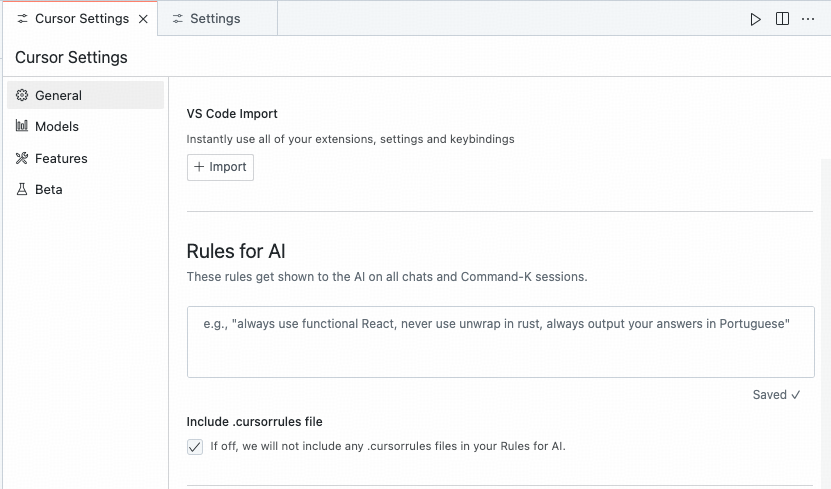 Cursor Settings
Settings
Cursor Settings
General
Models
Features
Beta
VS Code Import
Instantly use all of your extensions, settings and keybindings
+ Import
Rules for AI
These rules get shown to the AI on all chats and Command-K sessions.
e.g., "always use functional React, never use unwrap in rust, always output your answers in Portuguese"
Saved ✓
Include .cursorrules file
If off, we will not include any .cursorrules files in your Rules for AI.